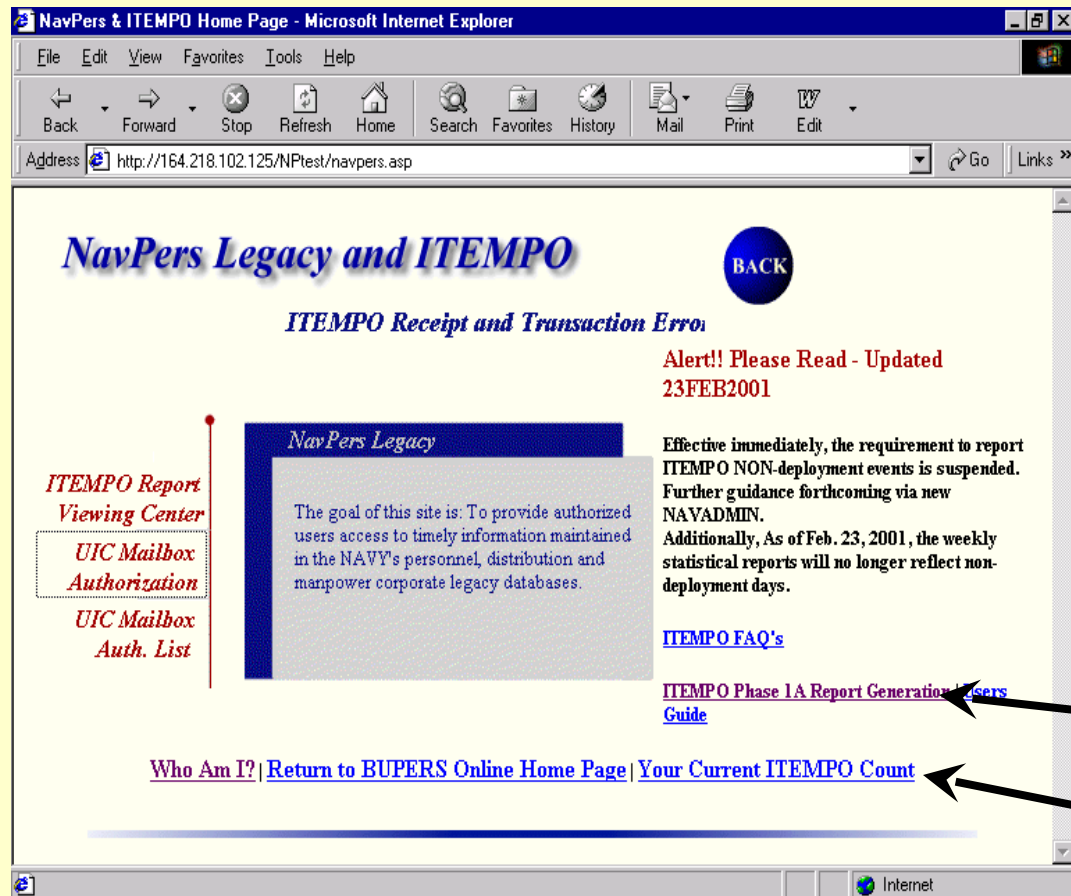 NavPers & ITEMPO Home Page - Microsoft Internet Explorer
File Edit View Favorites Tools Help
Back Forward Stop Refresh Home Search Favorites History Mail Print Edit
Address http://164.218.102.125/NPtest/navpers.asp Go Links »
NavPers Legacy and ITEMPO
BACK
ITEMPO Receipt and Transaction
Alert!! Please Read - Updated
23FEB2001
ITEMPO Report
Viewing Center
UIC Mailbox
Authorization
UIC Mailbox
Auth. List
NavPers Legacy
The goal of this site is: To provide authorized
users access to timely information maintained
in the NAVY's personnel, distribution and
manpower corporate legacy databases.
Effective immediately, the requirement to report
ITEMPO NON-deployment events is suspended.
Further guidance forthcoming via new
NAVADMIN.
Additionally, As of Feb. 23, 2001, the weekly
statistical reports will no longer reflect non-
deployment days.
ITEMPO FAQ's
ITEMPO Phase 1A Report Generation | Users
Guide
Who Am I? | Return to BUPERS Online Home Page | Your Current ITEMPO Count
Internet